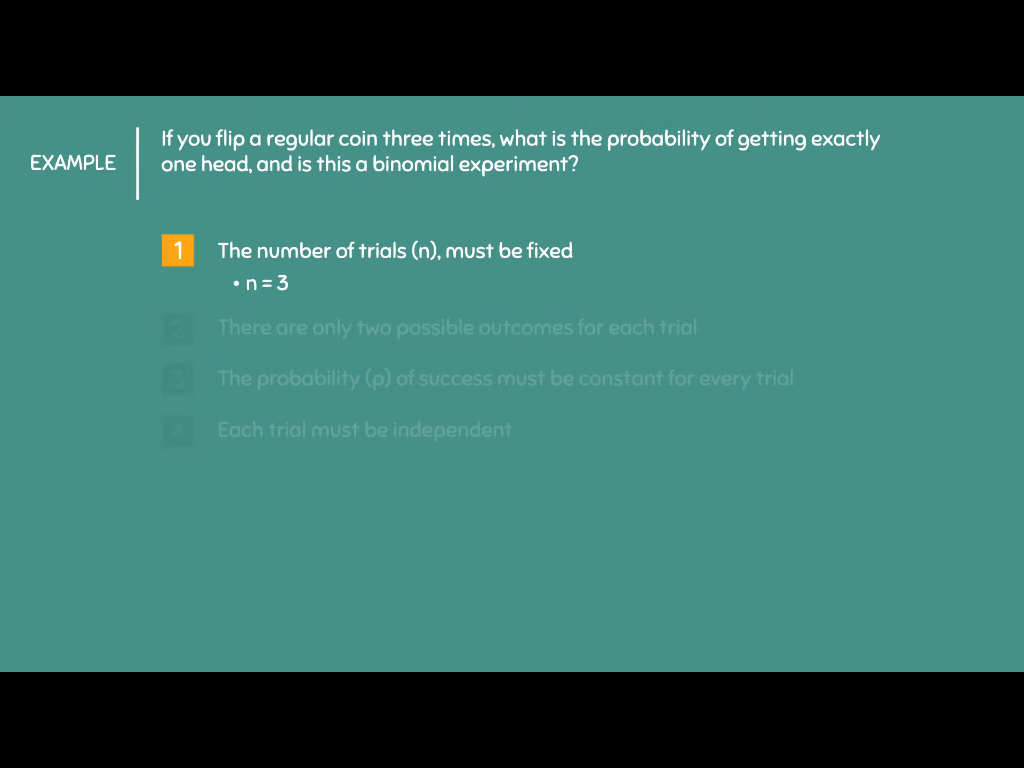 If you flip a regular coin three times, what is the probability of getting exactly
one head, and is this a binomial experiment?
EXAMPLE
1 The number of trials (n), must be fixed
• n = 3
2 There are only two possible outcomes for each trial
3 The probability (p) of success must be constant for every trial
4 Each trial must be independent